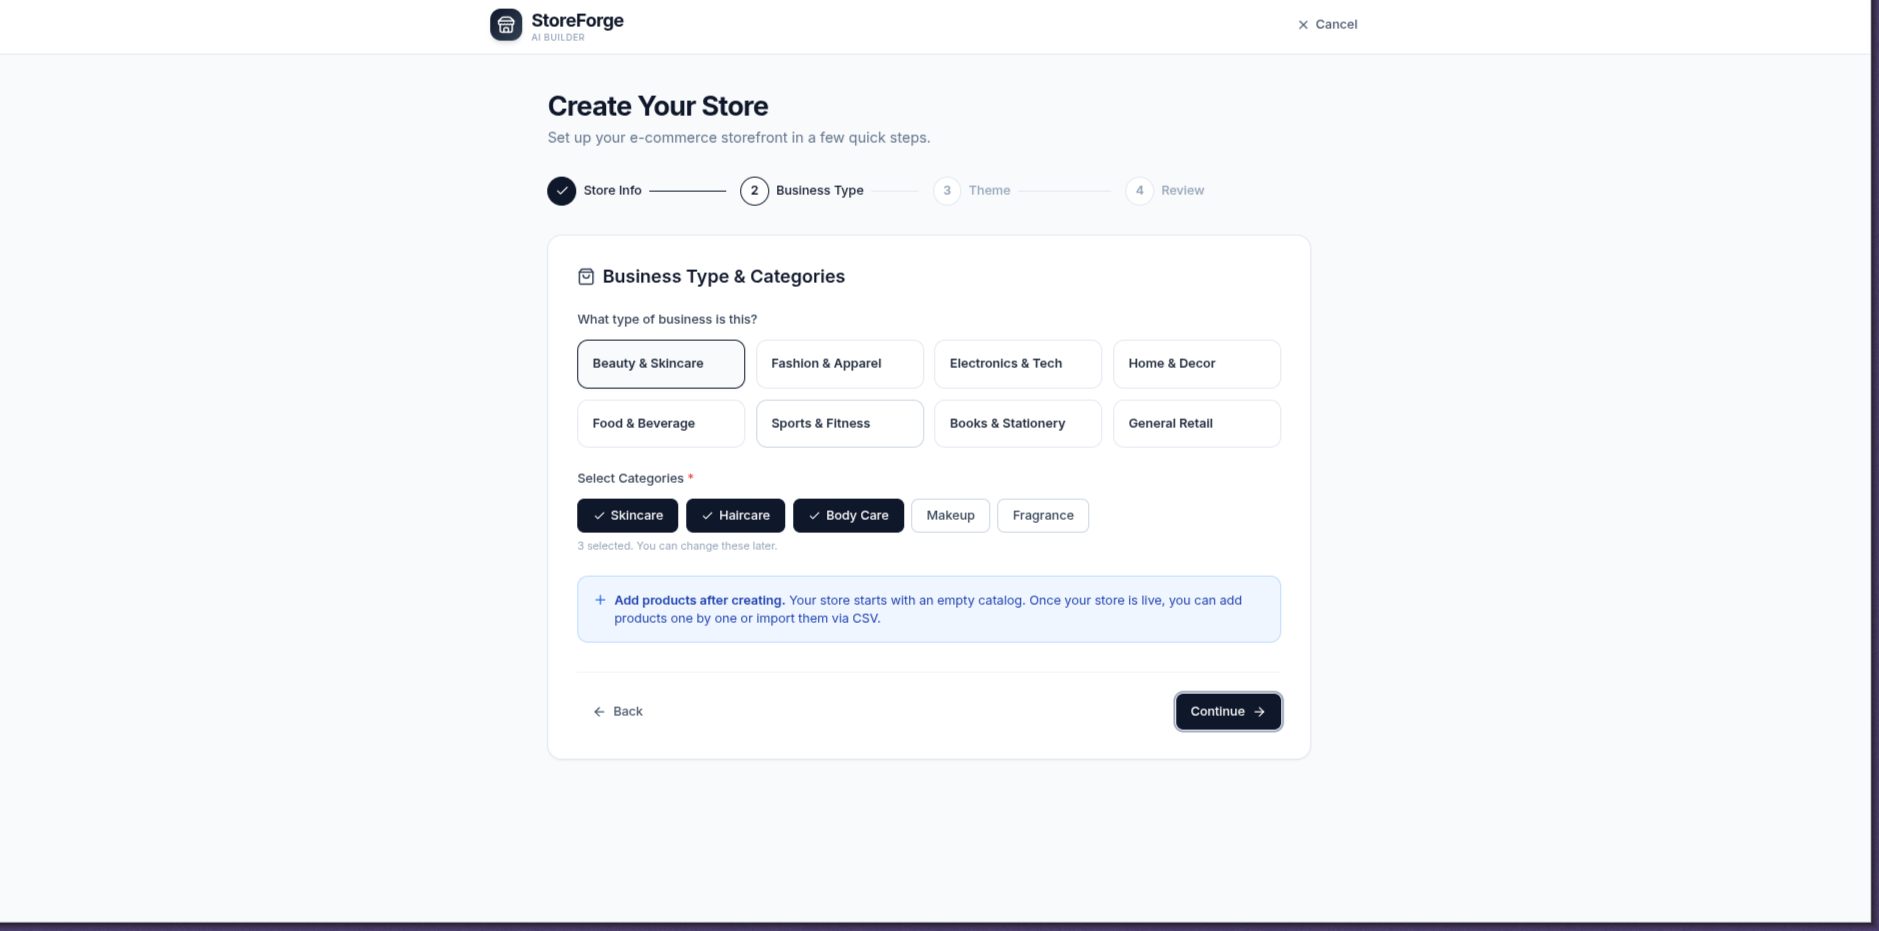 StoreForge
AI BUILDER
Cancel
Create Your Store
Set up your e-commerce storefront in a few quick steps.
Store Info
2 Business Type
3 Theme
4 Review
Business Type & Categories
What type of business is this?
Beauty & Skincare
Fashion & Apparel
Electronics & Tech
Home & Decor
Food & Beverage
Sports & Fitness
Books & Stationery
General Retail
Select Categories *
Skincare
Haircare
Body Care
Makeup
Fragrance
3 selected. You can change these later.
Add products after creating. Your store starts with an empty catalog. Once your store is live, you can add
products one by one or import them via CSV.
Back
Continue